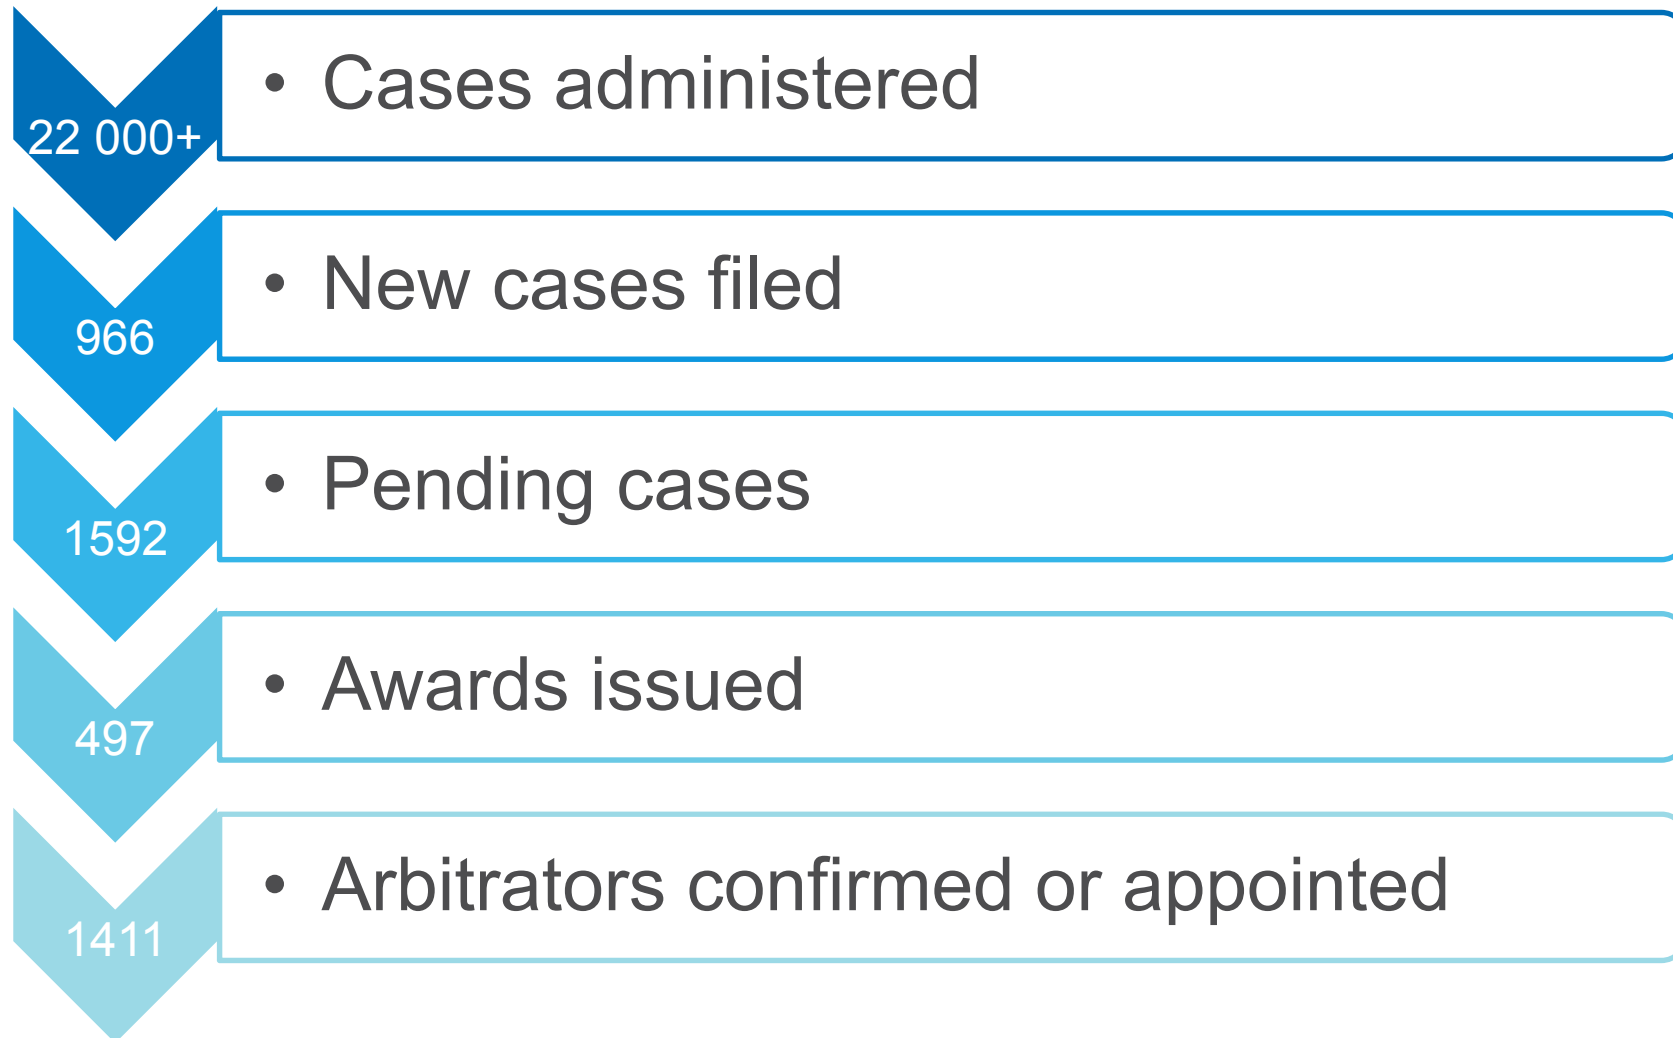 22 000+
• Cases administered
966
• New cases filed
1592
• Pending cases
497
• Awards issued
1411
• Arbitrators confirmed or appointed